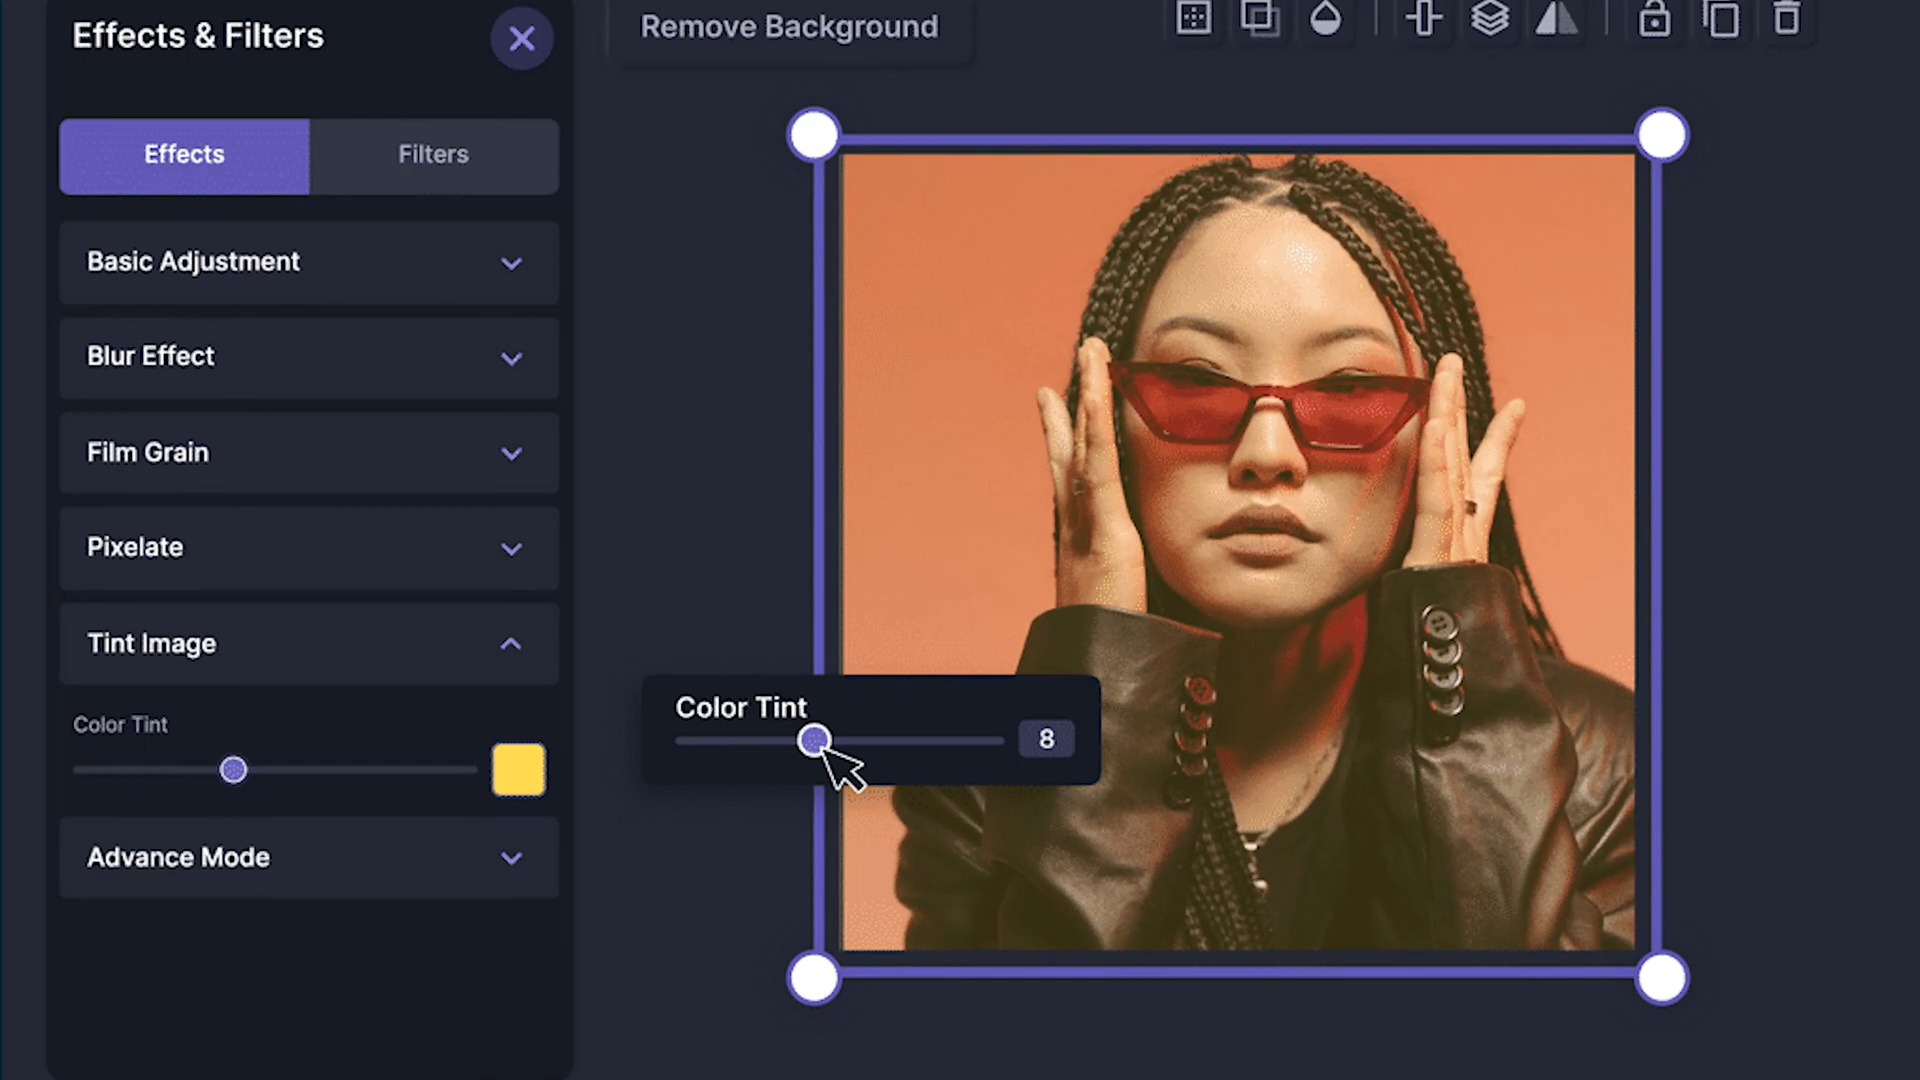 Effects & Filters
Remove Background
Effects
Filters
Basic Adjustment
Blur Effect
Film Grain
Pixelate
Tint Image
Color Tint
Color Tint
8
Advance Mode